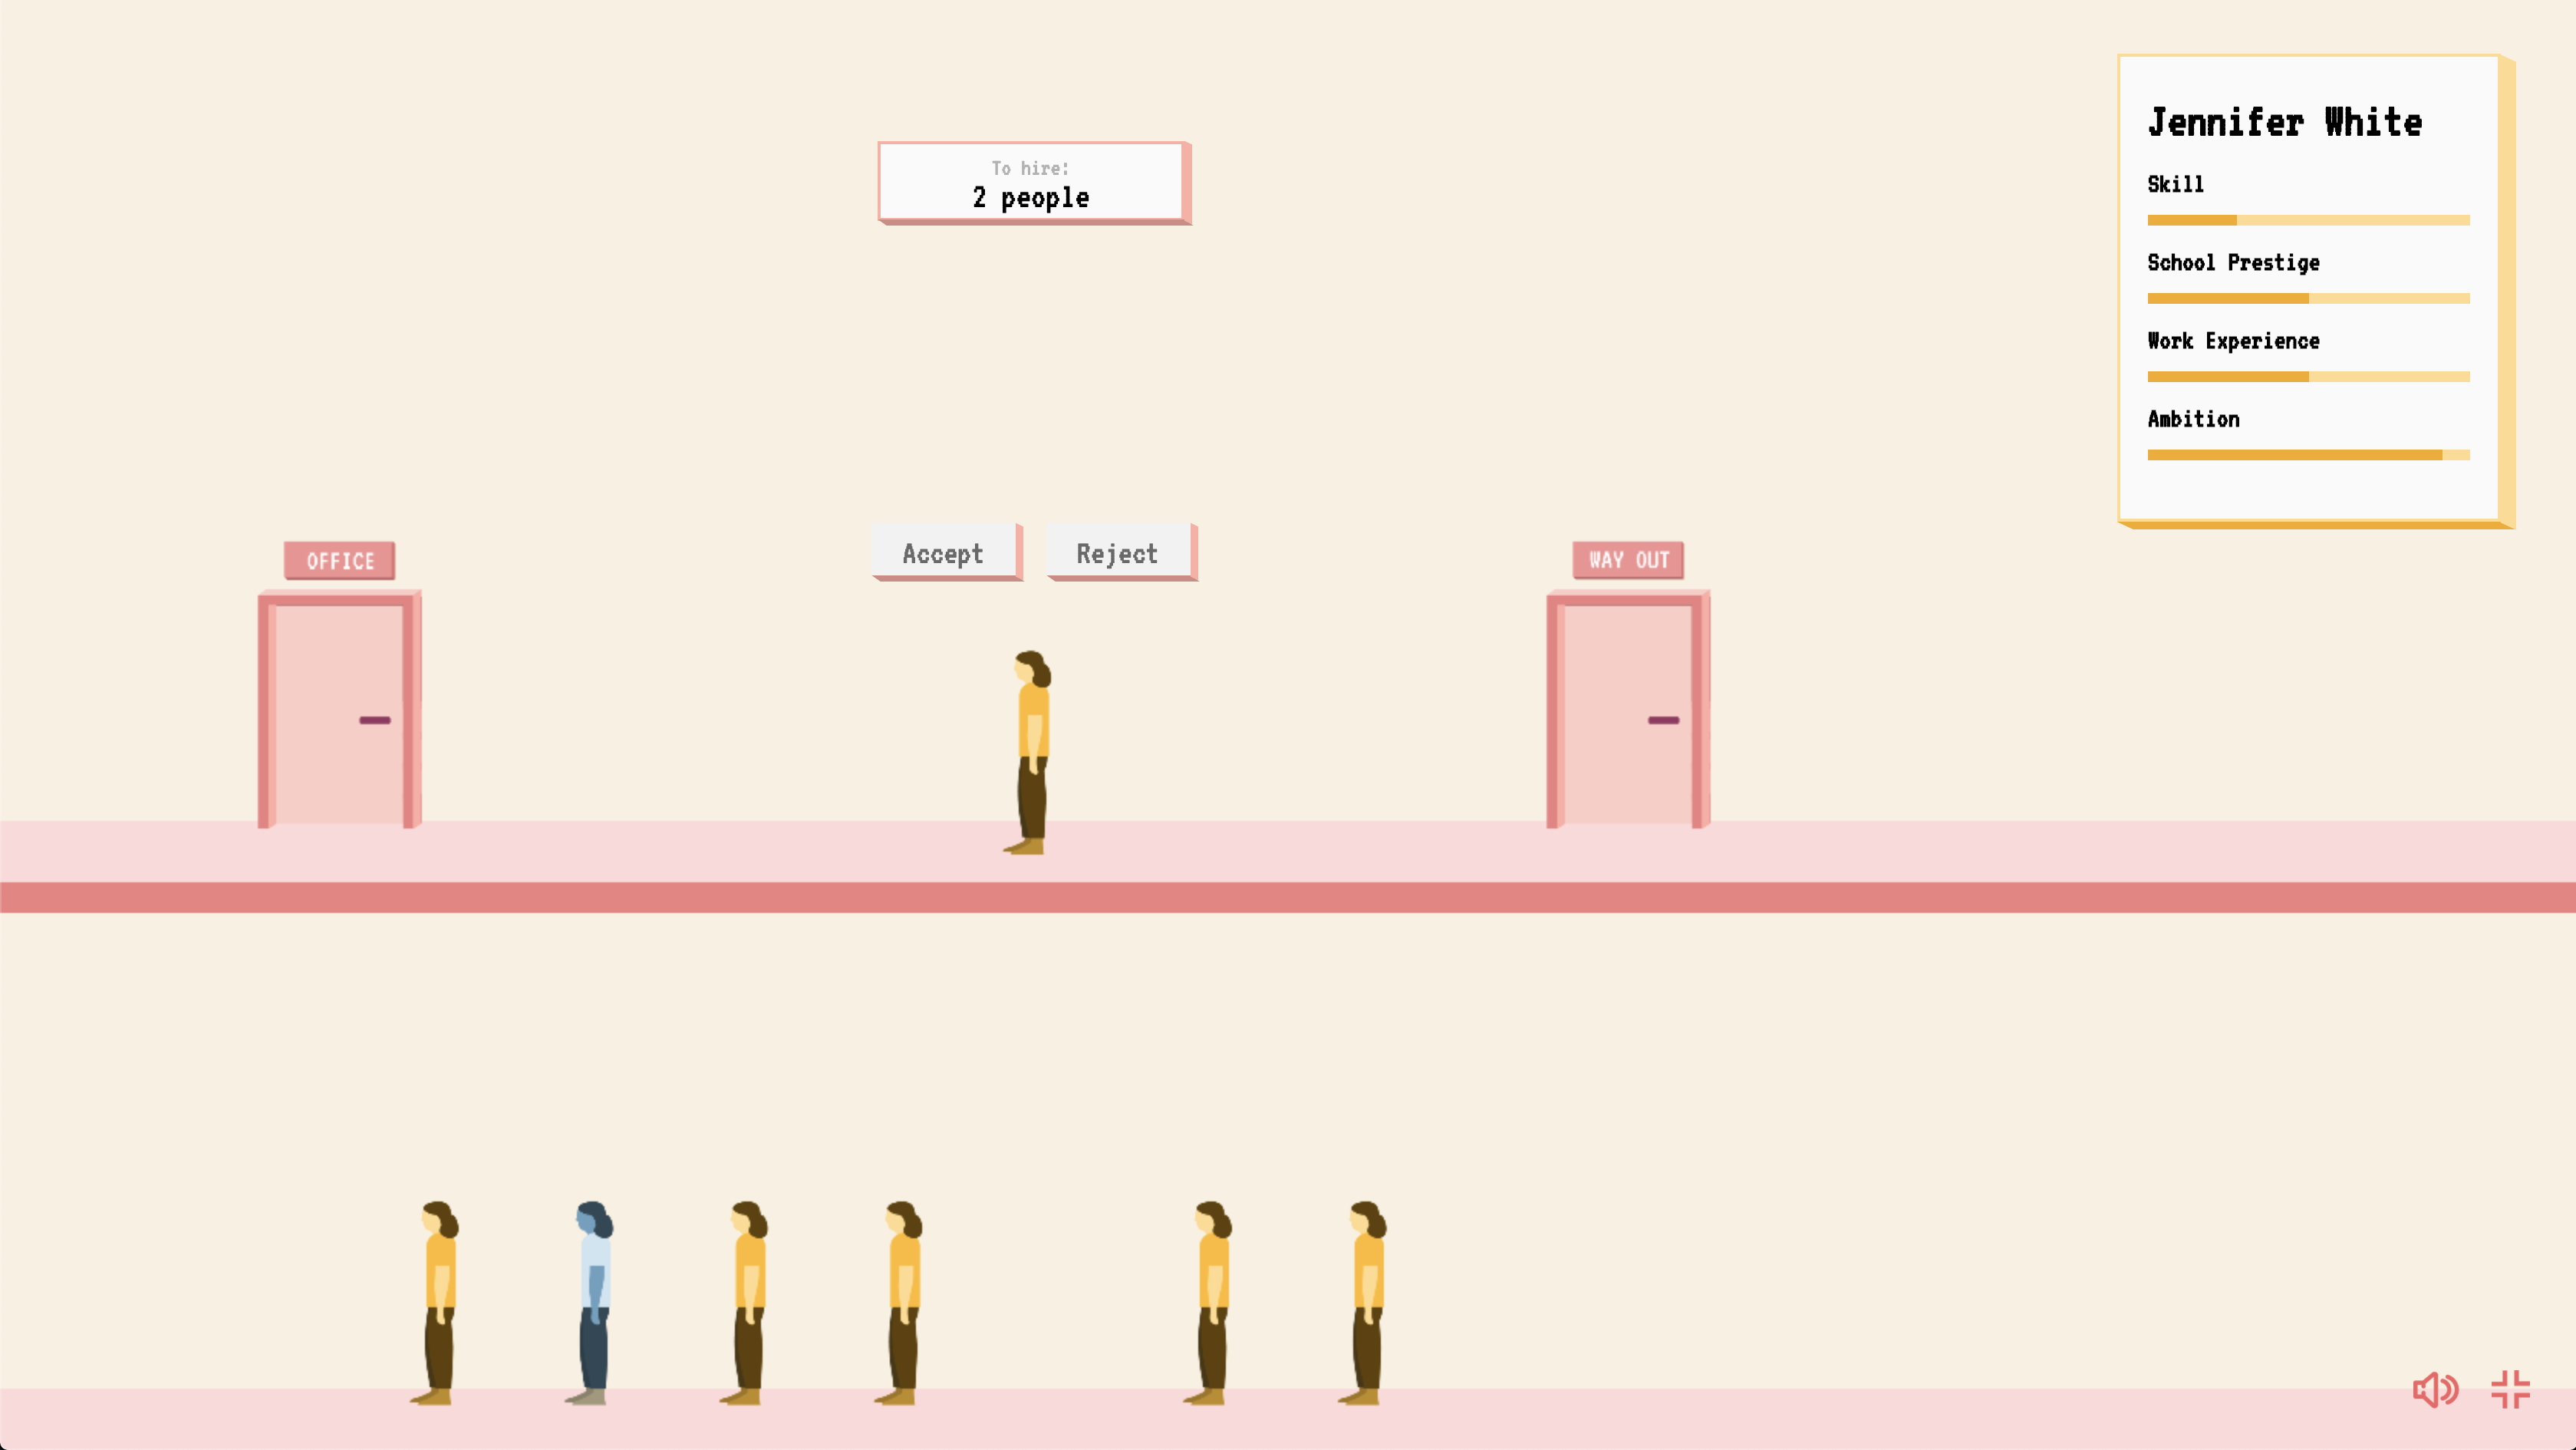 Jennifer White
Skill
School Prestige
Work Experience
Ambition
To hire:
2 people
Accept
Reject
OFFICE
WAY OUT